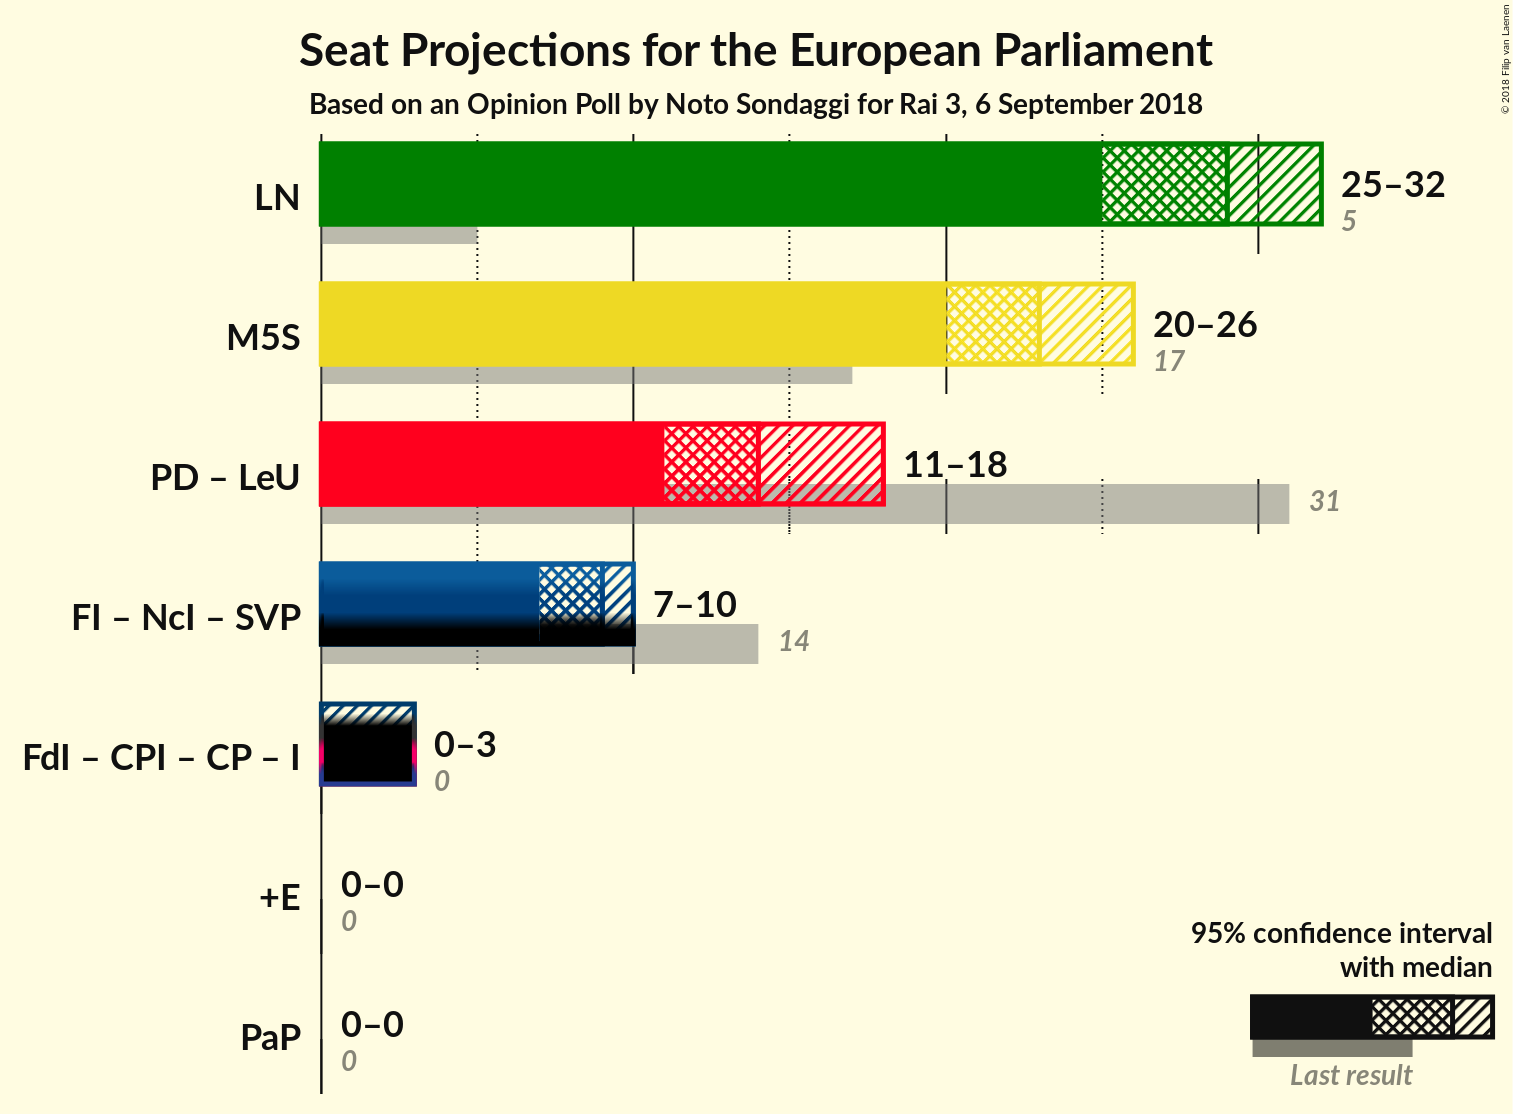 Seat Projections for the European Parliament
Based on an Opinion Poll by Noto Sondaggi for Rai 3, 6 September 2018
© 2018 Filip van Laenen
LN
25–32
5
M5S
20–26
17
PD – LeU
11–18
31
FI – NcI – SVP
7–10
14
FdI – CPI – CP – I
0–3
0
+E
0–0
0
PaP
0–0
0
95% confidence interval
with median
Last result